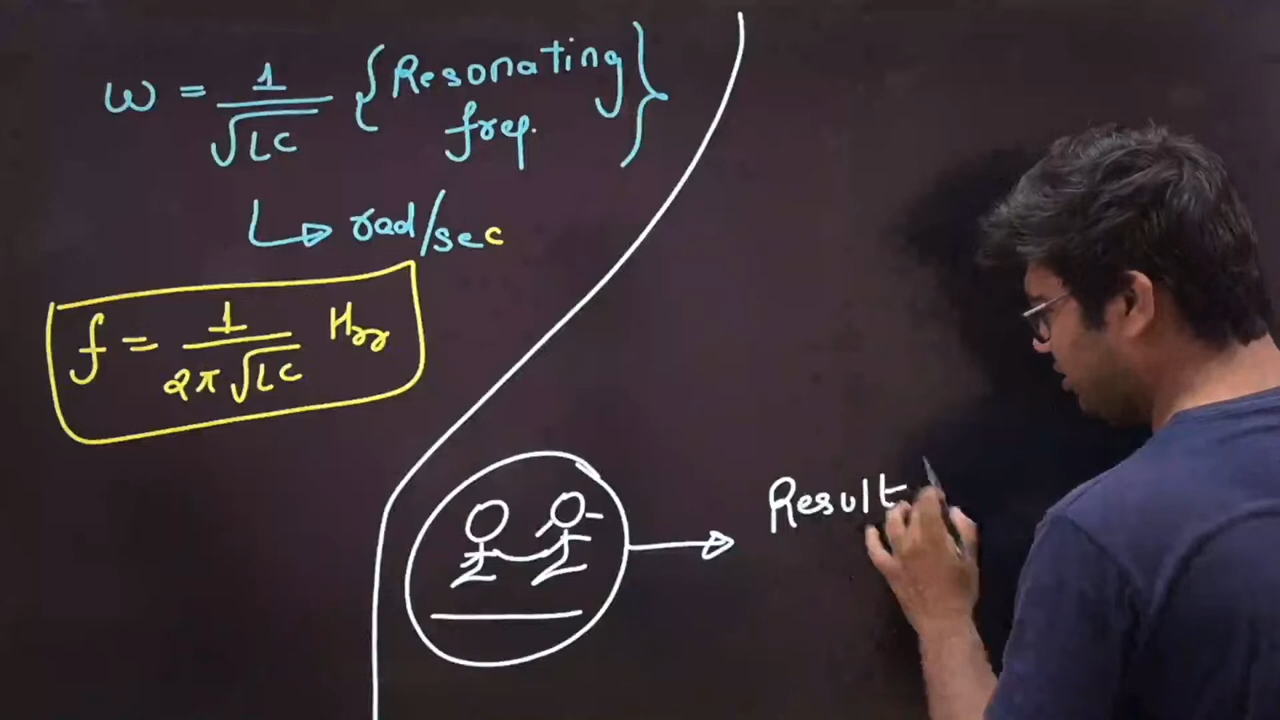 ω = 1/√LC {Resonating
freq.}
↳ rad/sec
f = 1/2π√LC Hz
→ Result